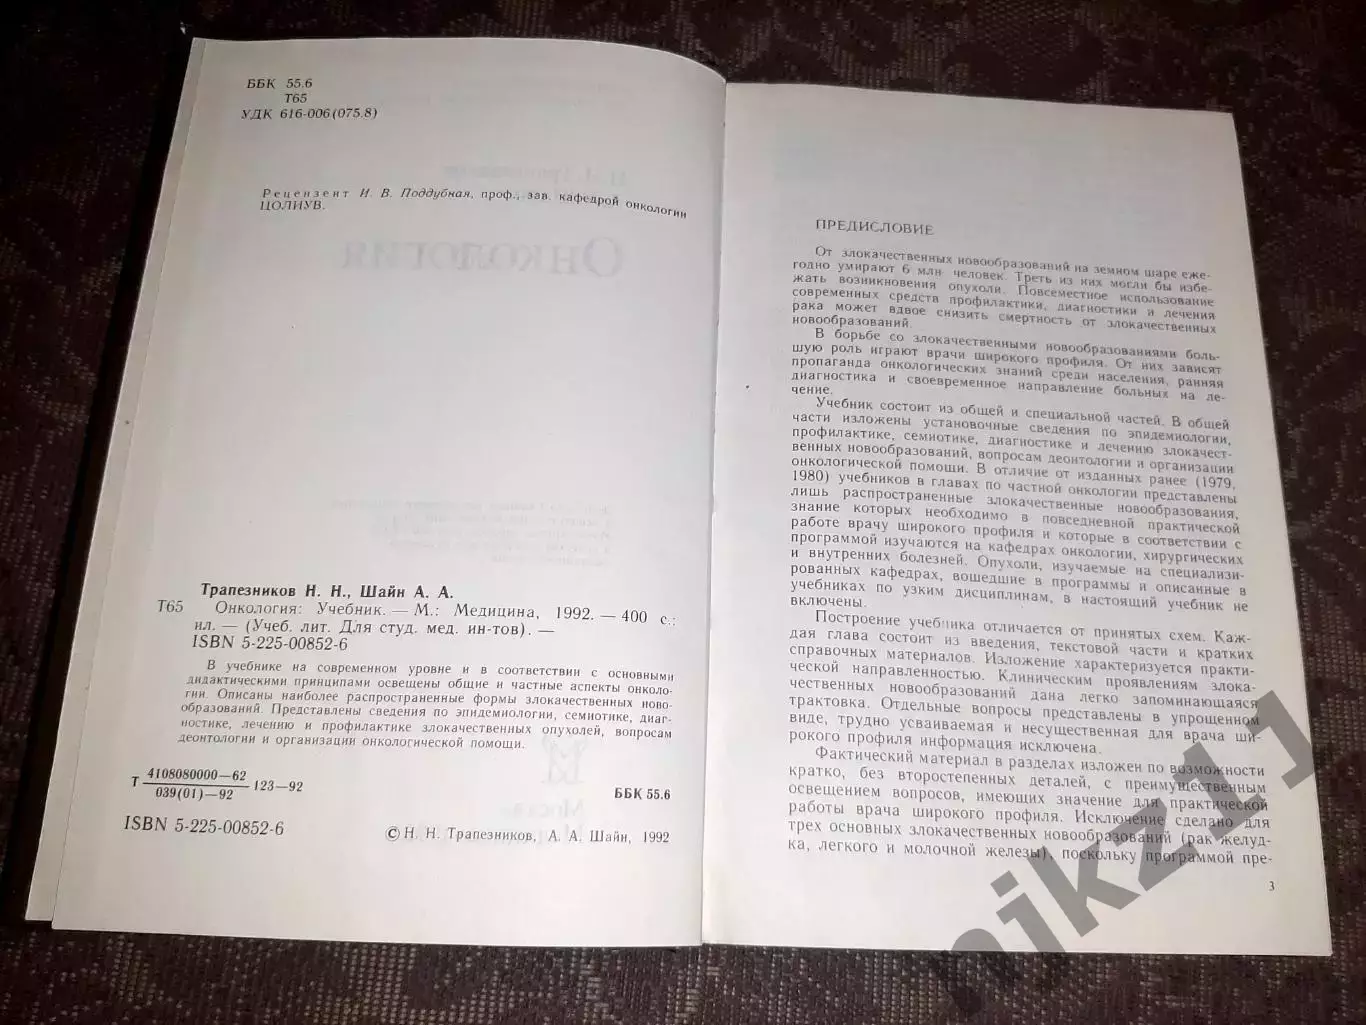 ББК 55.6
Т65
УДК 616-006(075.8)
Рецензент И. В. Поддубная, проф., зав. кафедрой онкологии
ЦОЛИУВ.
ОНКОЛОГИЯ
Трапезников Н. Н., Шайн А. А.
Т65 Онкология: Учебник. — М.: Медицина, 1992. — 400 с.:
ил. — (Учеб. лит. Для студ. мед. ин-тов). —
ISBN 5-225-00852-6
В учебнике на современном уровне и в соответствии с основными
дидактическими принципами освещены общие и частные аспекты онколо-
гии. Описаны наиболее распространенные формы злокачественных ново-
образований. Представлены сведения по эпидемиологии, семиотике, диаг-
ностике, лечению и профилактике злокачественных опухолей, вопросам
деонтологии и организации онкологической помощи.
Т 4108080000—62
039(01)—92 123—92
ББК 55.6
ISBN 5-225-00852-6
© Н. Н. Трапезников, А. А. Шайн, 1992
ПРЕДИСЛОВИЕ
От злокачественных новообразований на земном шаре еже-
годно умирают 6 млн человек. Треть из них могли бы избе-
жать возникновения опухоли. Повсеместное использование
современных средств профилактики, диагностики и лечения
рака может вдвое снизить смертность от злокачественных
новообразований.
В борьбе со злокачественными новообразованиями боль-
шую роль играют врачи широкого профиля. От них зависят
пропаганда онкологических знаний среди населения, ранняя
диагностика и своевременное направление больных на ле-
чение.
Учебник состоит из общей и специальной частей. В общей
части изложены установочные сведения по эпидемиологии,
профилактике, семиотике, диагностике и лечению злокачест-
венных новообразований, вопросам деонтологии и организации
онкологической помощи. В отличие от изданных ранее (1979,
1980) учебников в главах по частной онкологии представлены
лишь распространенные злокачественные новообразования,
знание которых необходимо в повседневной практической
работе врачу широкого профиля и которые в соответствии с
программой изучаются на кафедрах онкологии, хирургических
и внутренних болезней. Опухоли, изучаемые на специализи-
рованных кафедрах, вошедшие в программы и описанные в
учебниках по узким дисциплинам, в настоящий учебник не
включены.
Построение учебника отличается от принятых схем. Каж-
дая глава состоит из введения, текстовой части и кратких
справочных материалов. Изложение характеризуется практи-
ческой направленностью. Клиническим проявлениям злока-
чественных новообразований дана легко запоминающаяся
трактовка. Отдельные вопросы представлены в упрощенном
виде, трудно усваиваемая и несущественная для врача ши-
рокого профиля информация исключена.
Фактический материал в разделах изложен по возможности
кратко, без второстепенных деталей, с преимущественным
освещением вопросов, имеющих значение для практической
работы врача широкого профиля. Исключение сделано для
трех основных злокачественных новообразований (рак желуд-
ка, легкого и молочной железы), поскольку программой пре-
3
njkz11